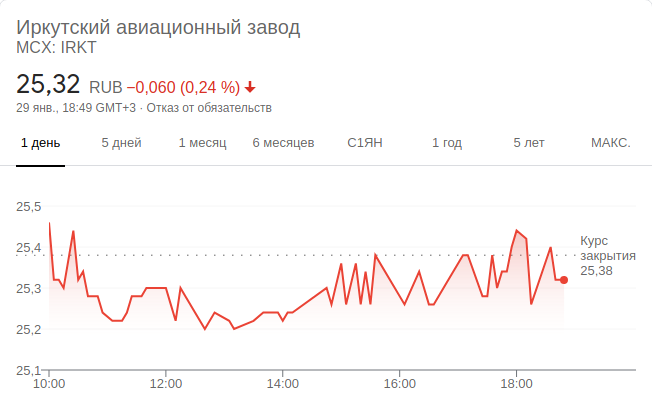 Иркутский авиационный завод
MCX: IRKT
25,32 RUB −0,060 (0,24 %)
29 янв., 18:49 GMT+3 · Отказ от обязательств
1 день 5 дней 1 месяц 6 месяцев С1ЯН 1 год 5 лет МАКС.
25,5
25,4
25,3
25,2
25,1
Курс
закрытия
25,38
10:00 12:00 14:00 16:00 18:00